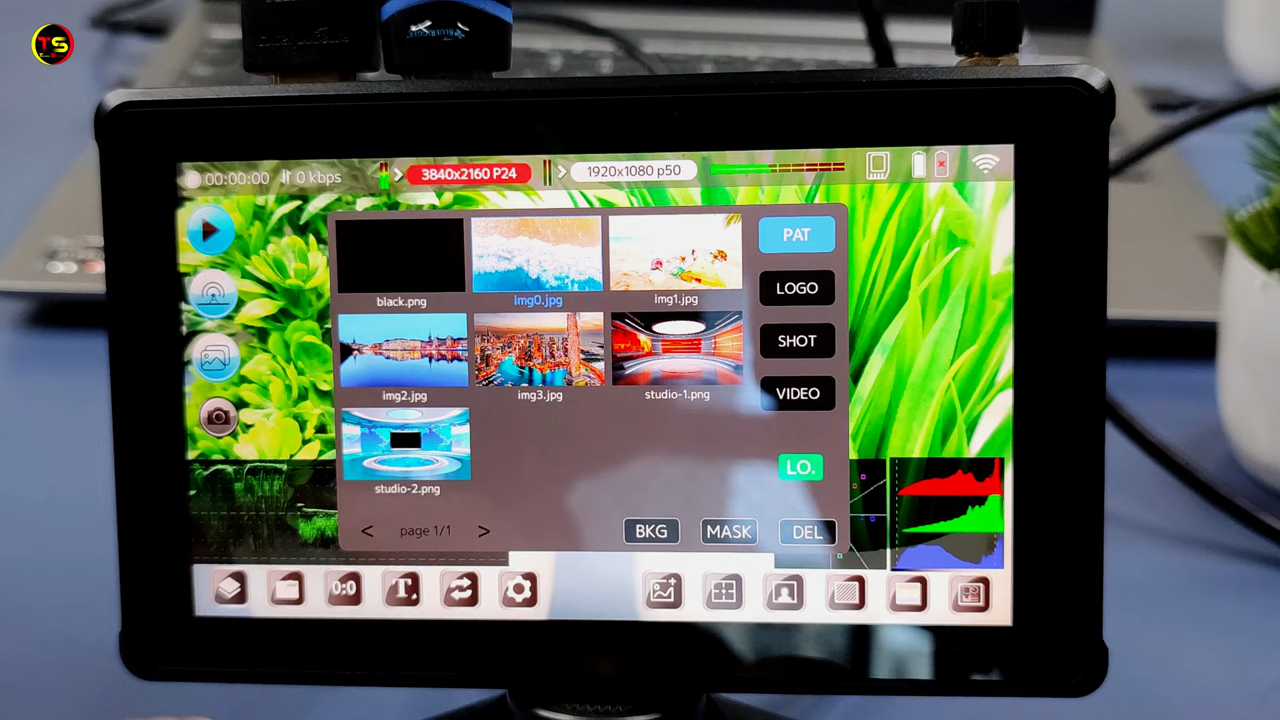 TS
00:00:00 0 kbps 3840x2160 P24 1920x1080 p50
PAT
black.png img0.jpg img1.jpg
LOGO
SHOT
img2.jpg img3.jpg studio-1.png
VIDEO
LO.
studio-2.png
< page 1/1 >
BKG MASK DEL
0:0 T